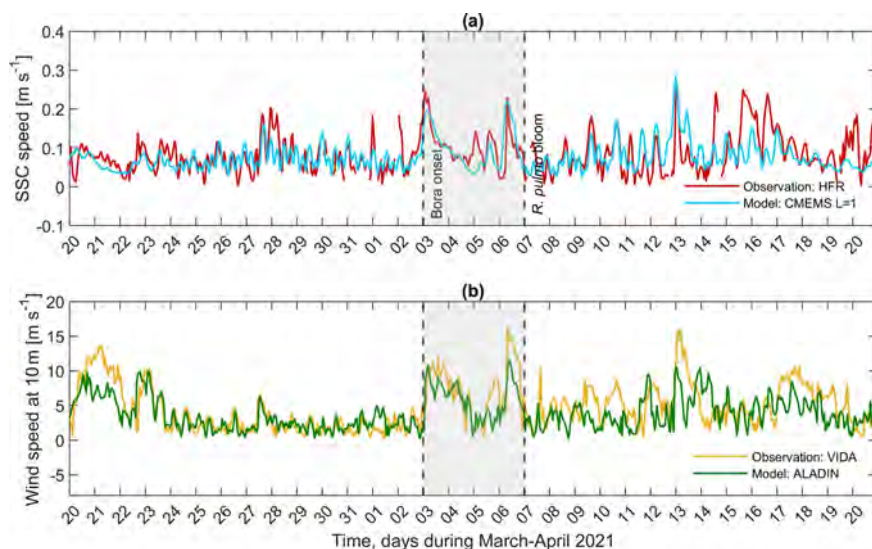 (a)
SSC speed [m s⁻¹]
0.4
0.3
0.2
0.1
0
-0.1
Bora onset
R. pulmo bloom
Observation: HFR
Model: CMEMS L=1
20 21 22 23 24 25 26 27 28 29 30 31 01 02 03 04 05 06 07 08 09 10 11 12 13 14 15 16 17 18 19 20
(b)
Wind speed at 10m [m s⁻¹]
20
15
10
5
0
-5
Observation: VIDA
Model: ALADIN
20 21 22 23 24 25 26 27 28 29 30 31 01 02 03 04 05 06 07 08 09 10 11 12 13 14 15 16 17 18 19 20
Time, days during March-April 2021